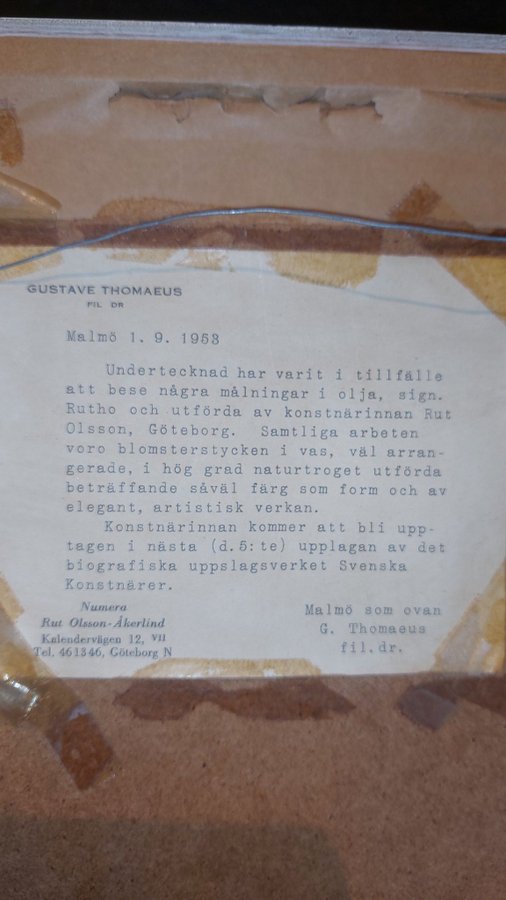 GUSTAVE THOMAEUS
FIL DR
Malmö 1. 9. 1958
Undertecknad har varit i tillfälle
att bese några målningar i olja, sign.
Rutho och utförda av konstnärinnan Rut
Olsson, Göteborg. Samtliga arbeten
voro blomsterstycken i vas, väl arran-
gerade, i hög grad naturtroget utförda
beträffande såväl färg som form och av
elegant, artistisk verkan.
Konstnärinnan kommer att bli upp-
tagen i nästa (d.5:te) upplagan av det
biografiska uppslagsverket Svenska
Konstnärer.
Numera
Rut Olsson-Åkerlind
Kalendervägen 12, VII
Tel. 461346, Göteborg N
Malmö som ovan
G. Thomaeus
fil.dr.